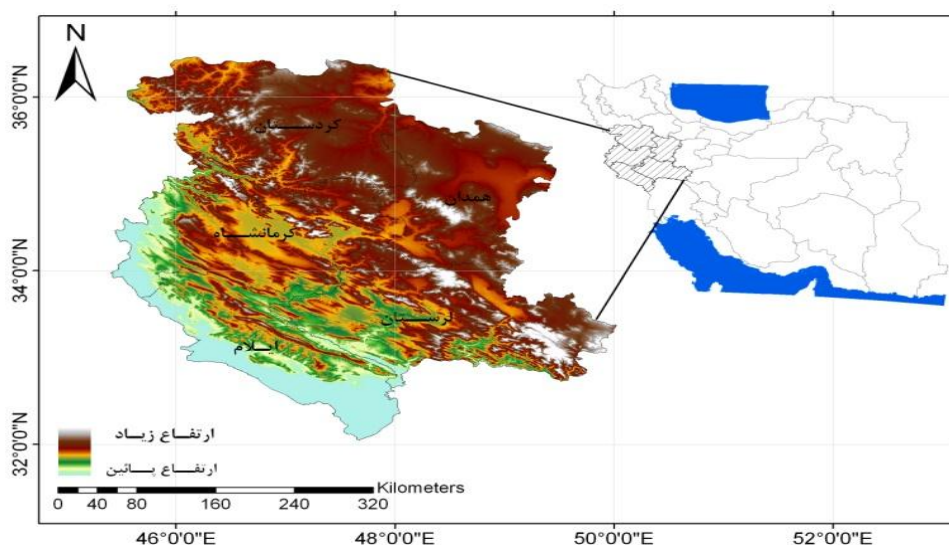 N
36°0'0"N
34°0'0"N
32°0'0"N
کردستان
همدان
کرمانشاه
لرستان
ایلام
ارتفاع زیاد
ارتفاع پائین
Kilometers
0 20 40 80 160 240 320
46°0'0"E 48°0'0"E 50°0'0"E 52°0'0"E